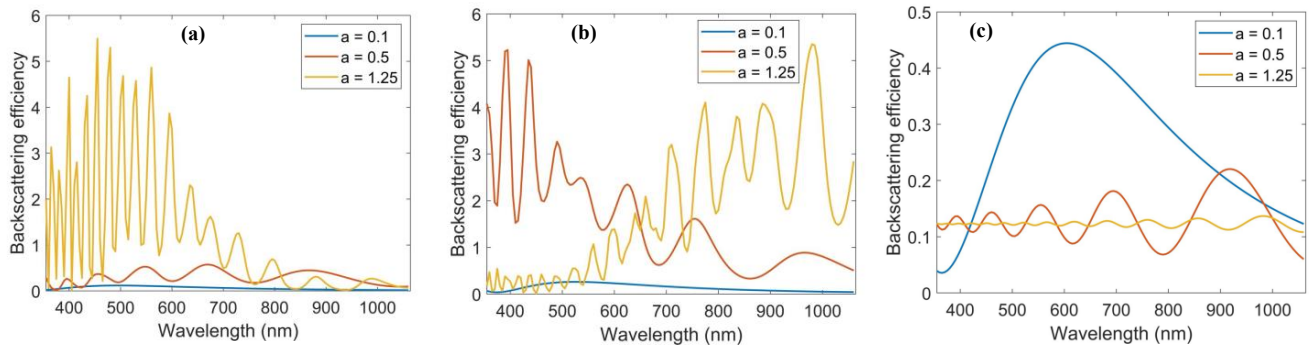 (a)
Backscattering efficiency
6
5
4
3
2
1
0
a = 0.1
a = 0.5
a = 1.25
400 500 600 700 800 900 1000
Wavelength (nm)
(b)
Backscattering efficiency
6
5
4
3
2
1
0
a = 0.1
a = 0.5
a = 1.25
400 500 600 700 800 900 1000
Wavelength (nm)
(c)
Backscattering efficiency
0.5
0.4
0.3
0.2
0.1
0
a = 0.1
a = 0.5
a = 1.25
400 500 600 700 800 900 1000
Wavelength (nm)